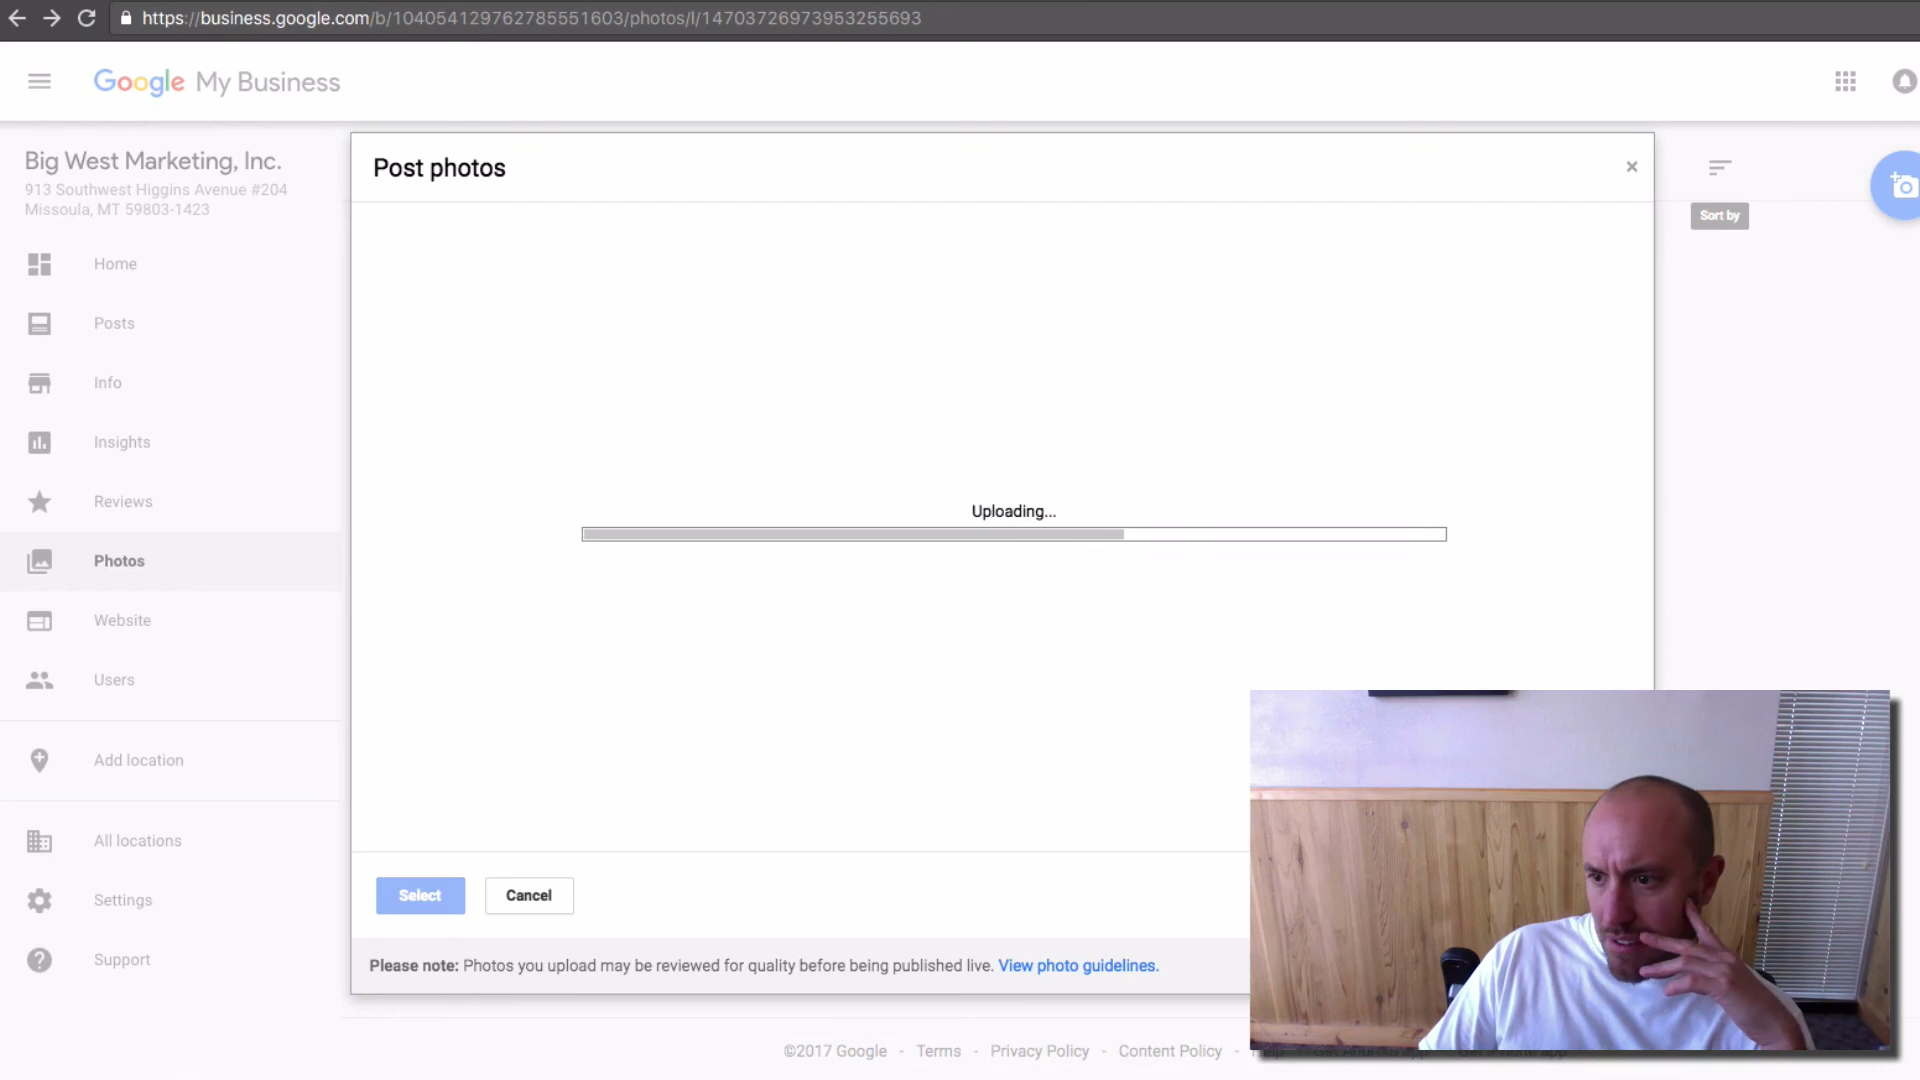 https://business.google.com/b/104054129762785551603/photos/l/14703726973953255693
Google My Business
Big West Marketing, Inc.
913 Southwest Higgins Avenue #204
Missoula, MT 59803-1423
Home
Posts
Info
Insights
Reviews
Photos
Website
Users
Add location
All locations
Settings
Support
Post photos
×
Sort by
Uploading...
Select
Cancel
Please note: Photos you upload may be reviewed for quality before being published live. View photo guidelines.
©2017 Google - Terms - Privacy Policy - Content Policy -